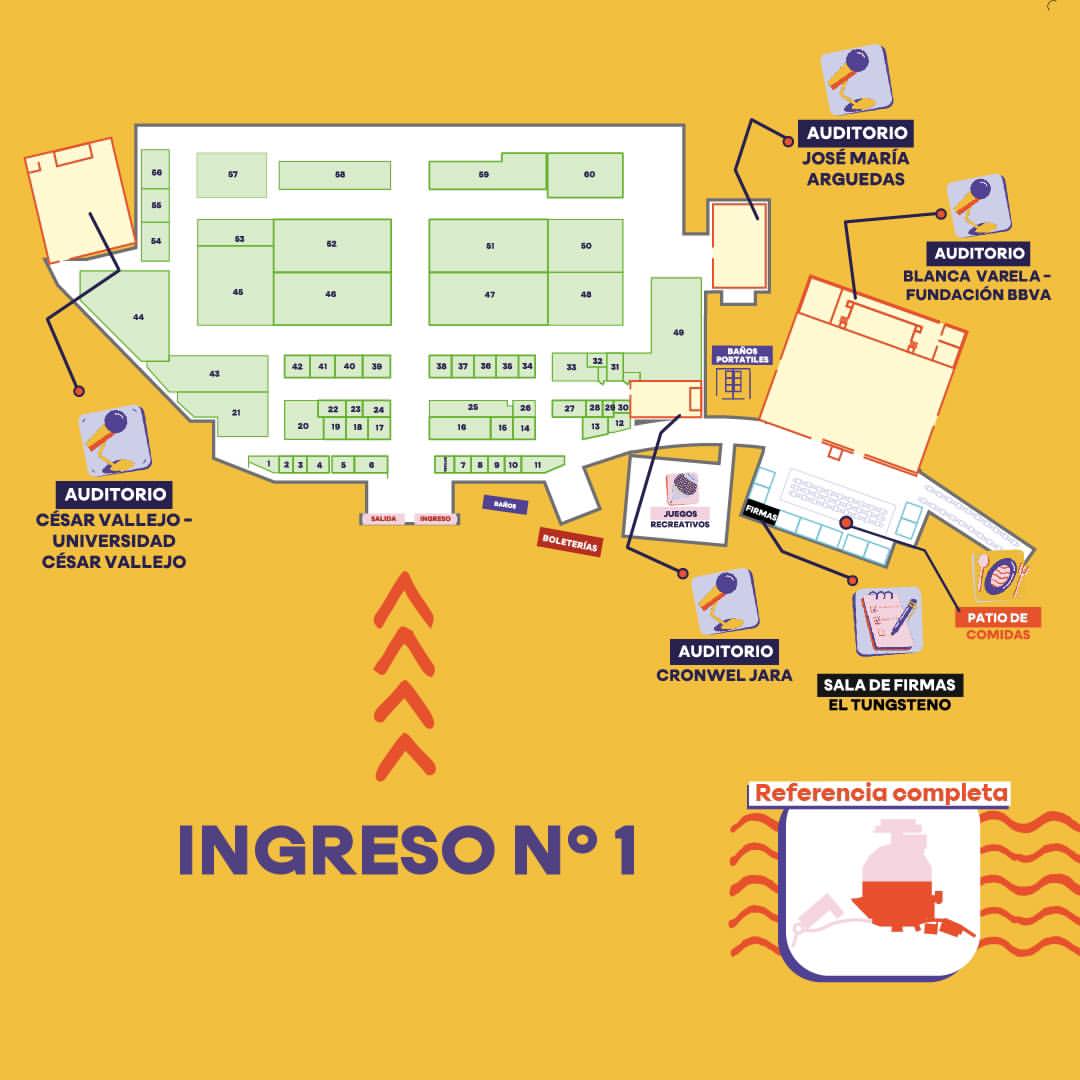 AUDITORIO
JOSÉ MARÍA
ARGUEDAS
AUDITORIO
BLANCA VARELA -
FUNDACIÓN BBVA
56
57
58
59
60
55
54
53
52
51
50
45
46
47
48
44
49
BAÑOS
PORTATILES
43
42
41
40
39
38
37
36
35
34
33
32
31
21
22
23
24
25
26
27
28
29
30
20
19
18
17
16
15
14
13
12
1
2
3
4
5
6
7
8
9
10
11
SALIDA
INGRESO
BAÑOS
BOLETERÍAS
JUEGOS
RECREATIVOS
FIRMAS
AUDITORIO
CÉSAR VALLEJO -
UNIVERSIDAD
CÉSAR VALLEJO
AUDITORIO
CRONWEL JARA
SALA DE FIRMAS
EL TUNGSTENO
PATIO DE
COMIDAS
INGRESO Nº 1
Referencia completa